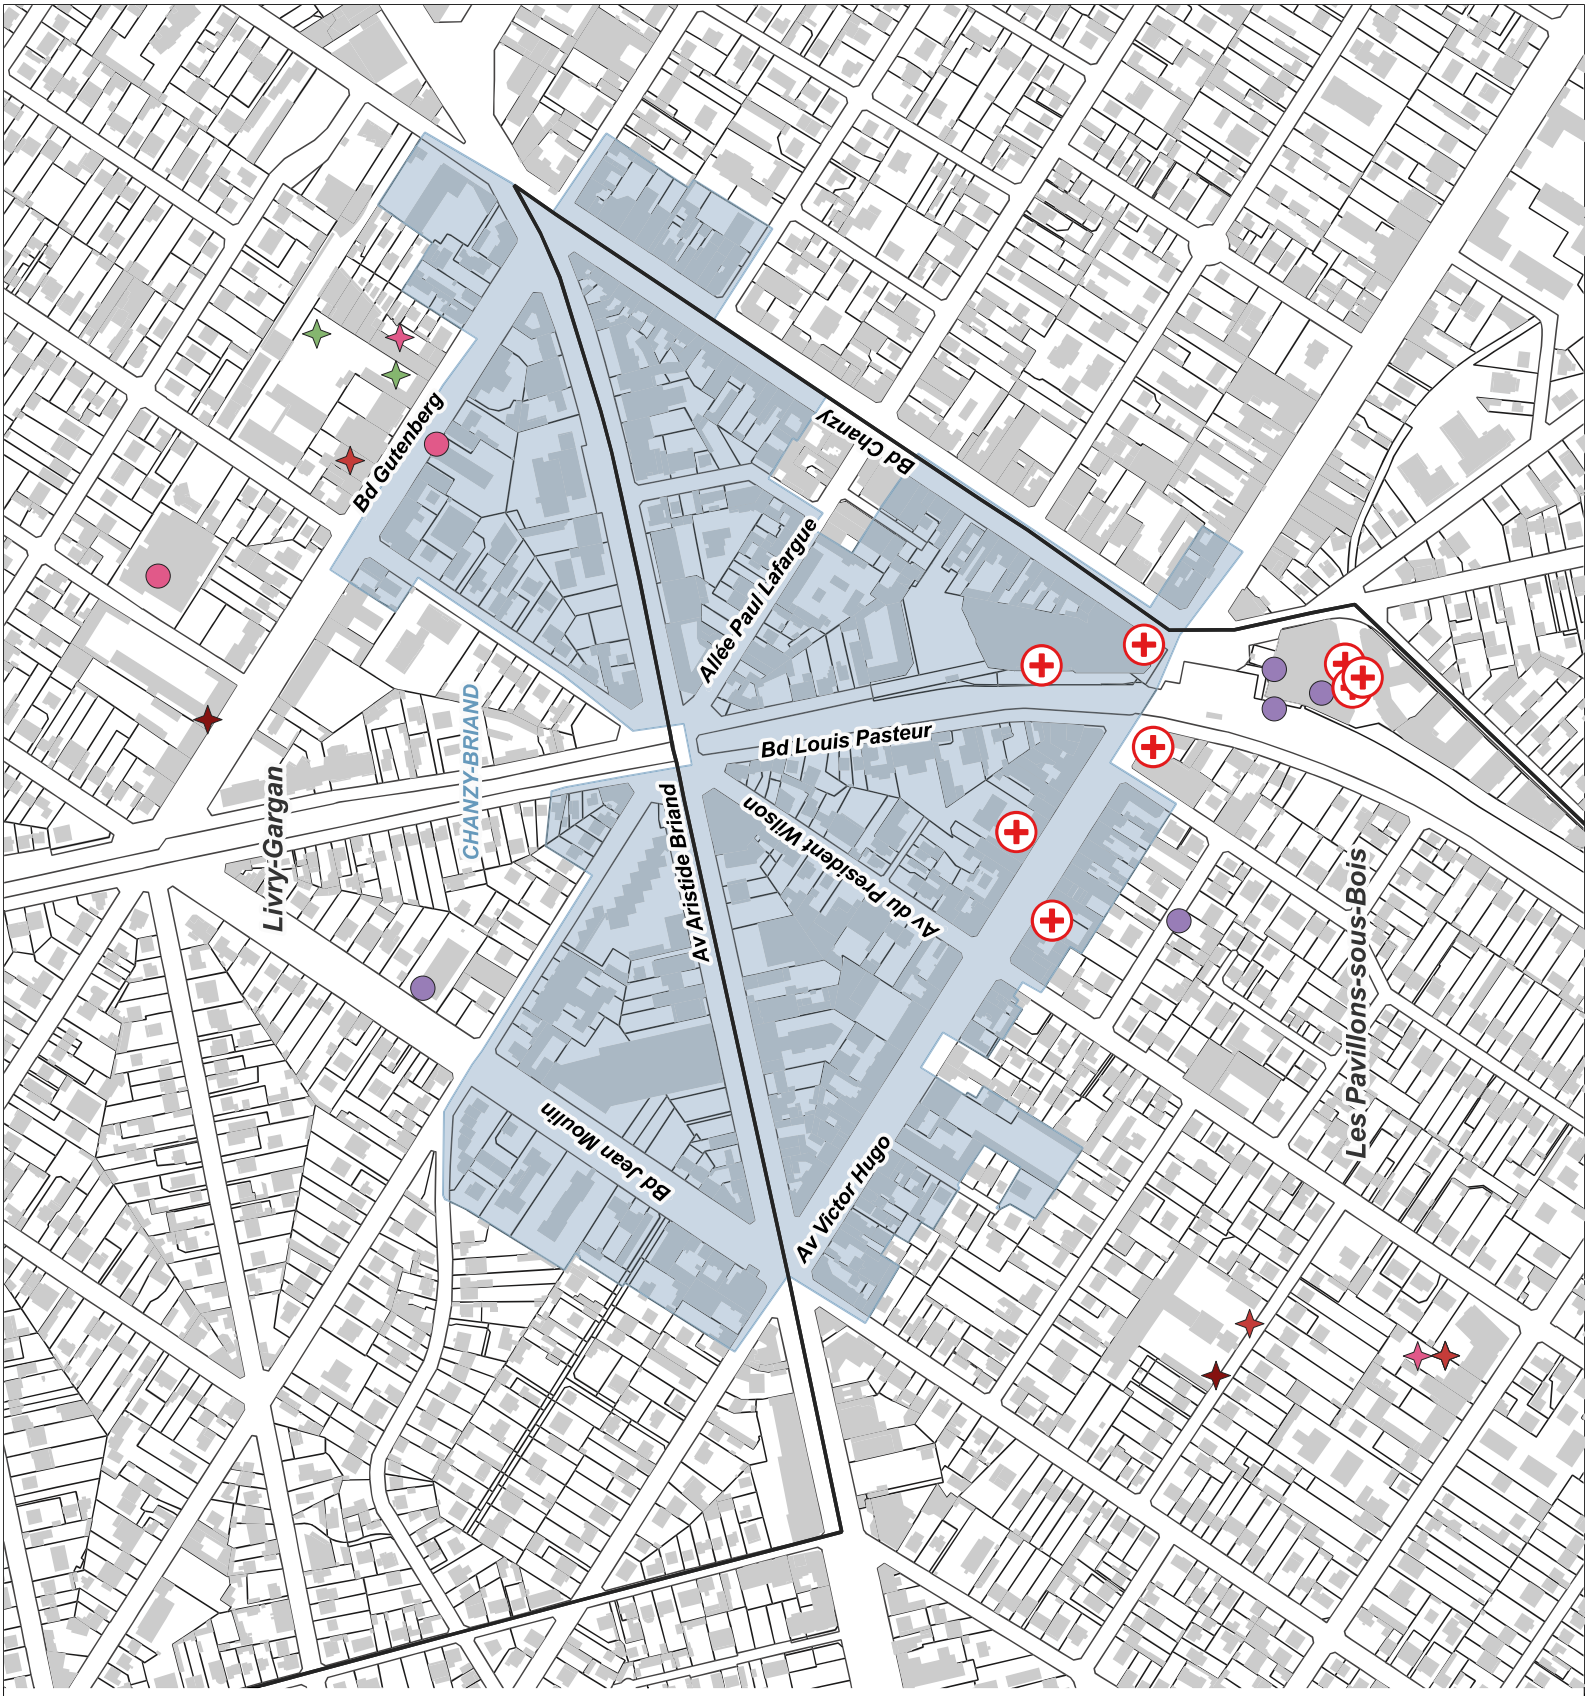 Bd Gutenberg
Bd Chanzy
Allée Paul Lafargue
CHANZY-BRIAND
Bd Louis Pasteur
Livry-Gargan
Av Aristide Briand
Av du President Wilson
Les Pavillons-sous-Bois
Bd Jean Moulin
Av Victor Hugo